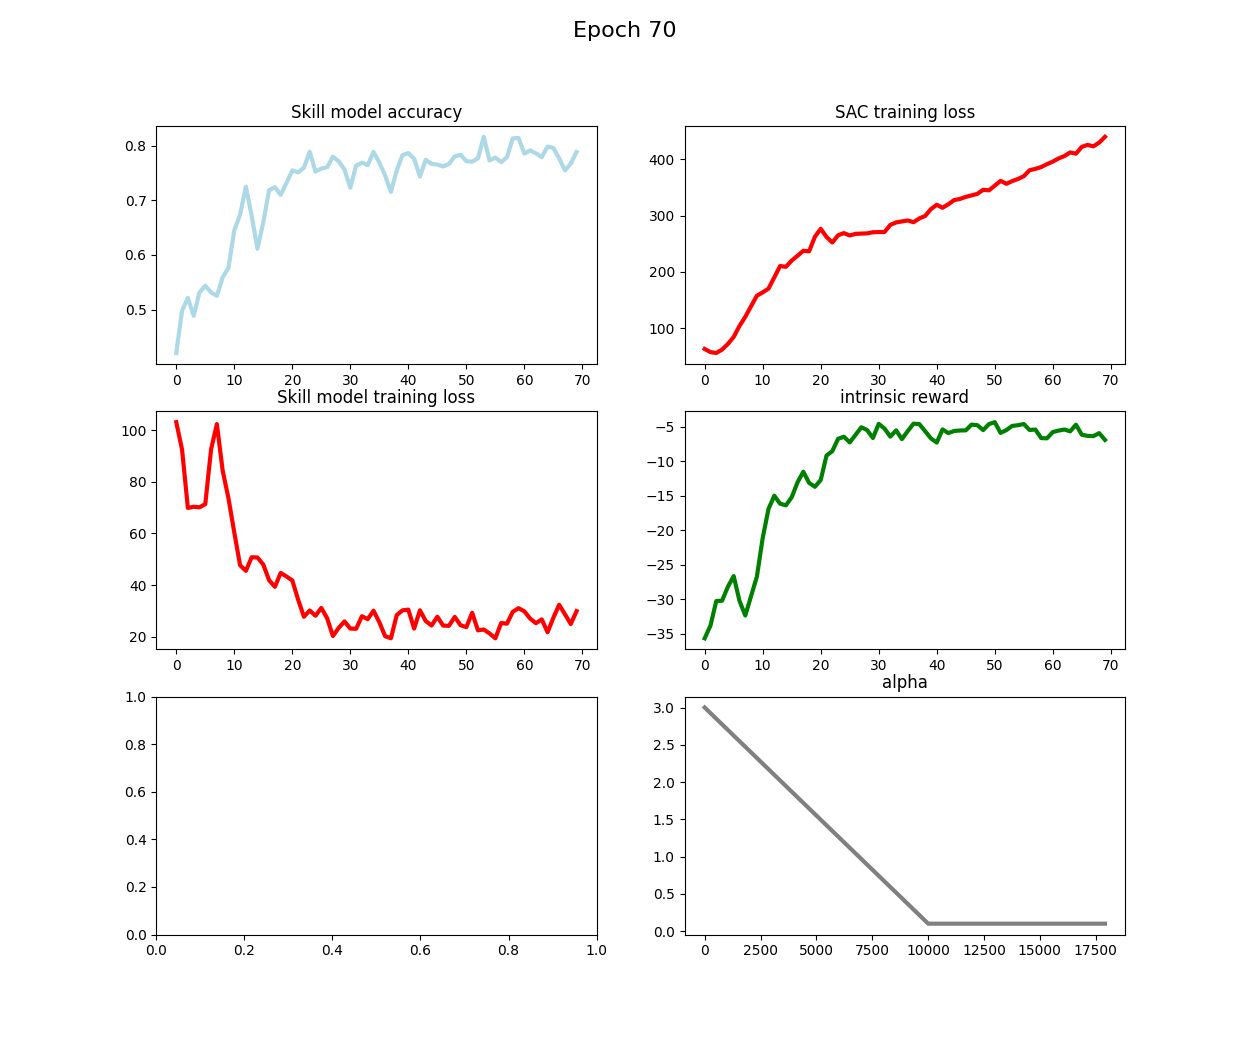 Epoch 70
Skill model accuracy
0.8
0.7
0.6
0.5
0 10 20 30 40 50 60 70
SAC training loss
400
300
200
100
0 10 20 30 40 50 60 70
Skill model training loss
100
80
60
40
20
0 10 20 30 40 50 60 70
intrinsic reward
−5
−10
−15
−20
−25
−30
−35
0 10 20 30 40 50 60 70
1.0
0.8
0.6
0.4
0.2
0.0
0.0 0.2 0.4 0.6 0.8 1.0
alpha
3.0
2.5
2.0
1.5
1.0
0.5
0.0
0 2500 5000 7500 10000 12500 15000 17500